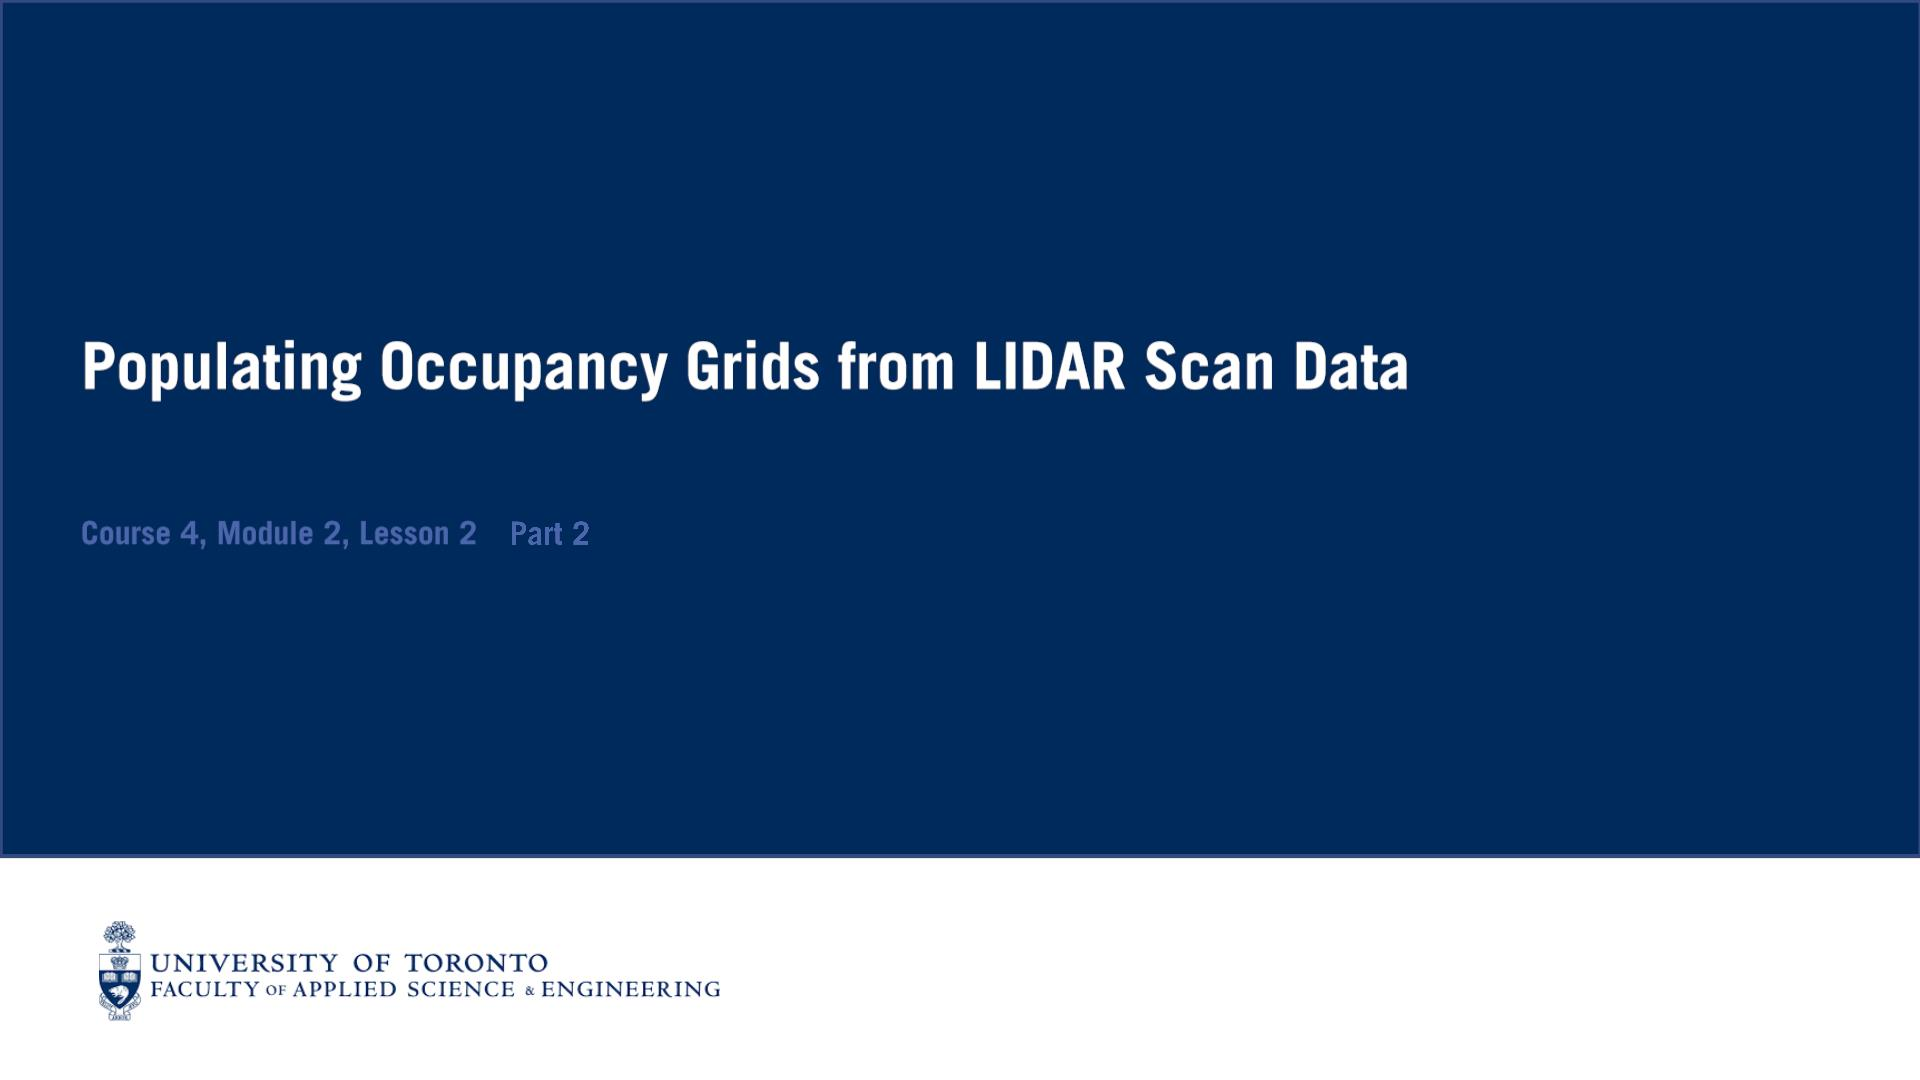 Populating Occupancy Grids from LIDAR Scan Data
Course 4, Module 2, Lesson 2 Part 2
UNIVERSITY OF TORONTO
FACULTY OF APPLIED SCIENCE & ENGINEERING